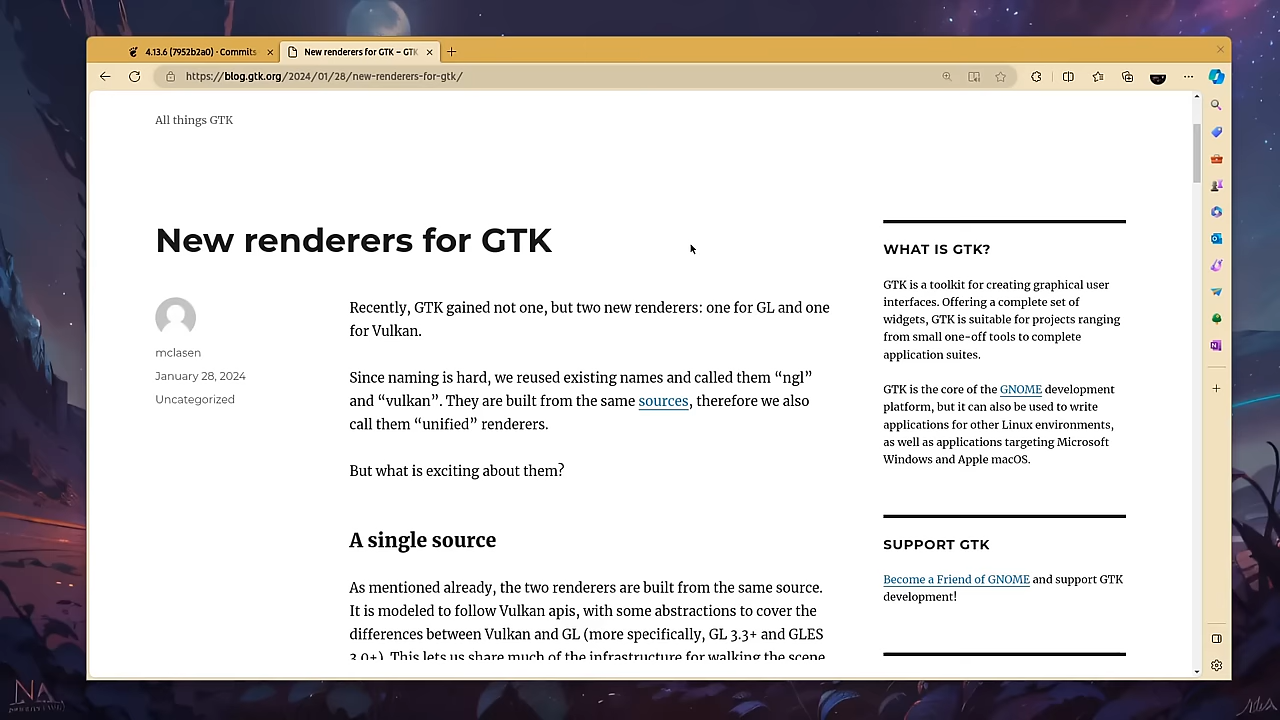 4.13.6 (7952b2a0) · Commits
New renderers for GTK – GTK
https://blog.gtk.org/2024/01/28/new-renderers-for-gtk/
All things GTK
New renderers for GTK
mclasen
January 28, 2024
Uncategorized
Recently, GTK gained not one, but two new renderers: one for GL and one
for Vulkan.
Since naming is hard, we reused existing names and called them “ngl”
and “vulkan”. They are built from the same sources, therefore we also
call them “unified” renderers.
But what is exciting about them?
A single source
As mentioned already, the two renderers are built from the same source.
It is modeled to follow Vulkan apis, with some abstractions to cover the
differences between Vulkan and GL (more specifically, GL 3.3+ and GLES
3.0+). This lets us share much of the infrastructure for walking the scene
WHAT IS GTK?
GTK is a toolkit for creating graphical user
interfaces. Offering a complete set of
widgets, GTK is suitable for projects ranging
from small one-off tools to complete
application suites.
GTK is the core of the GNOME development
platform, but it can also be used to write
applications for other Linux environments,
as well as applications targeting Microsoft
Windows and Apple macOS.
SUPPORT GTK
Become a Friend of GNOME and support GTK
development!
NA